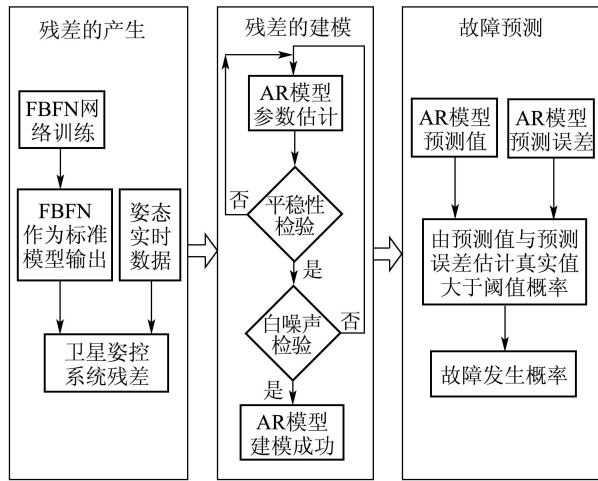 残差的产生
FBFN网
络训练
FBFN
作为标准
模型输出
姿态
实时
数据
卫星姿控
系统残差
残差的建模
AR模型
参数估计
否
平稳性
检验
是
白噪声
检验
否
是
AR模型
建模成功
故障预测
AR模型
预测值
AR模型
预测误差
由预测值与预测
误差估计真实值
大于阈值概率
故障发生概率